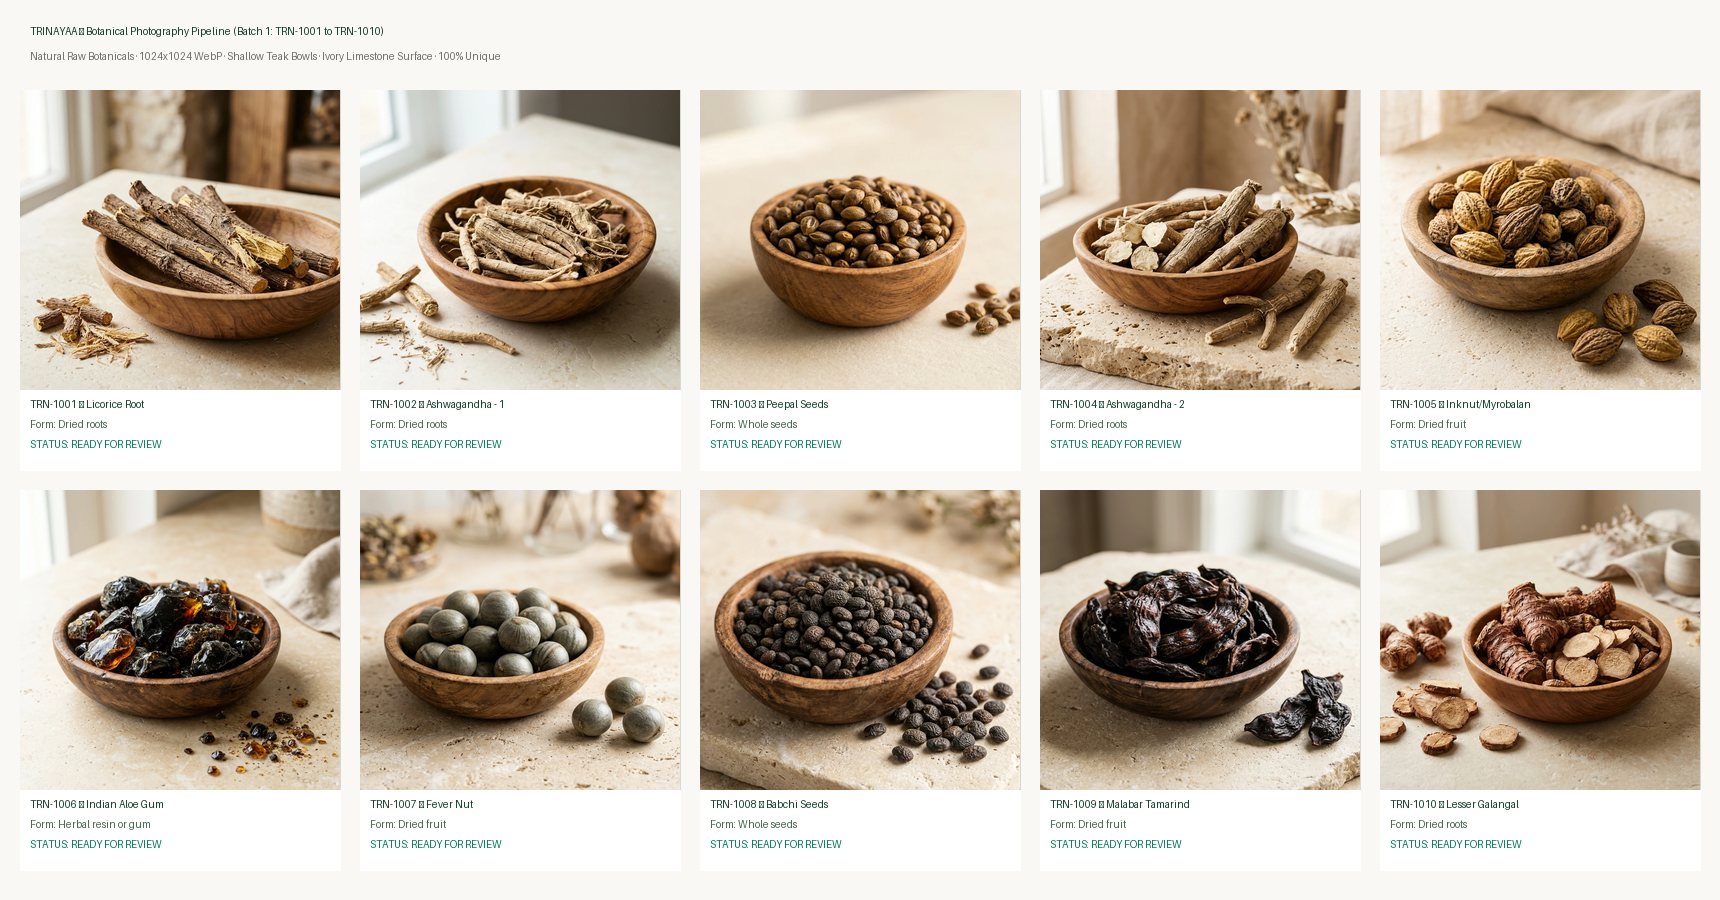 TRINAYAA▯ Botanical Photography Pipeline (Batch 1: TRN-1001 to TRN-1010)
Natural Raw Botanicals · 1024x1024 WebP · Shallow Teak Bowls · Ivory Limestone Surface · 100% Unique
TRN-1001 ▯ Licorice Root
Form: Dried roots
STATUS: READY FOR REVIEW
TRN-1002 ▯ Ashwagandha - 1
Form: Dried roots
STATUS: READY FOR REVIEW
TRN-1003 ▯ Peepal Seeds
Form: Whole seeds
STATUS: READY FOR REVIEW
TRN-1004 ▯ Ashwagandha - 2
Form: Dried roots
STATUS: READY FOR REVIEW
TRN-1005 ▯ Inknut/Myrobalan
Form: Dried fruit
STATUS: READY FOR REVIEW
TRN-1006 ▯ Indian Aloe Gum
Form: Herbal resin or gum
STATUS: READY FOR REVIEW
TRN-1007 ▯ Fever Nut
Form: Dried fruit
STATUS: READY FOR REVIEW
TRN-1008 ▯ Babchi Seeds
Form: Whole seeds
STATUS: READY FOR REVIEW
TRN-1009 ▯ Malabar Tamarind
Form: Dried fruit
STATUS: READY FOR REVIEW
TRN-1010 ▯ Lesser Galangal
Form: Dried roots
STATUS: READY FOR REVIEW